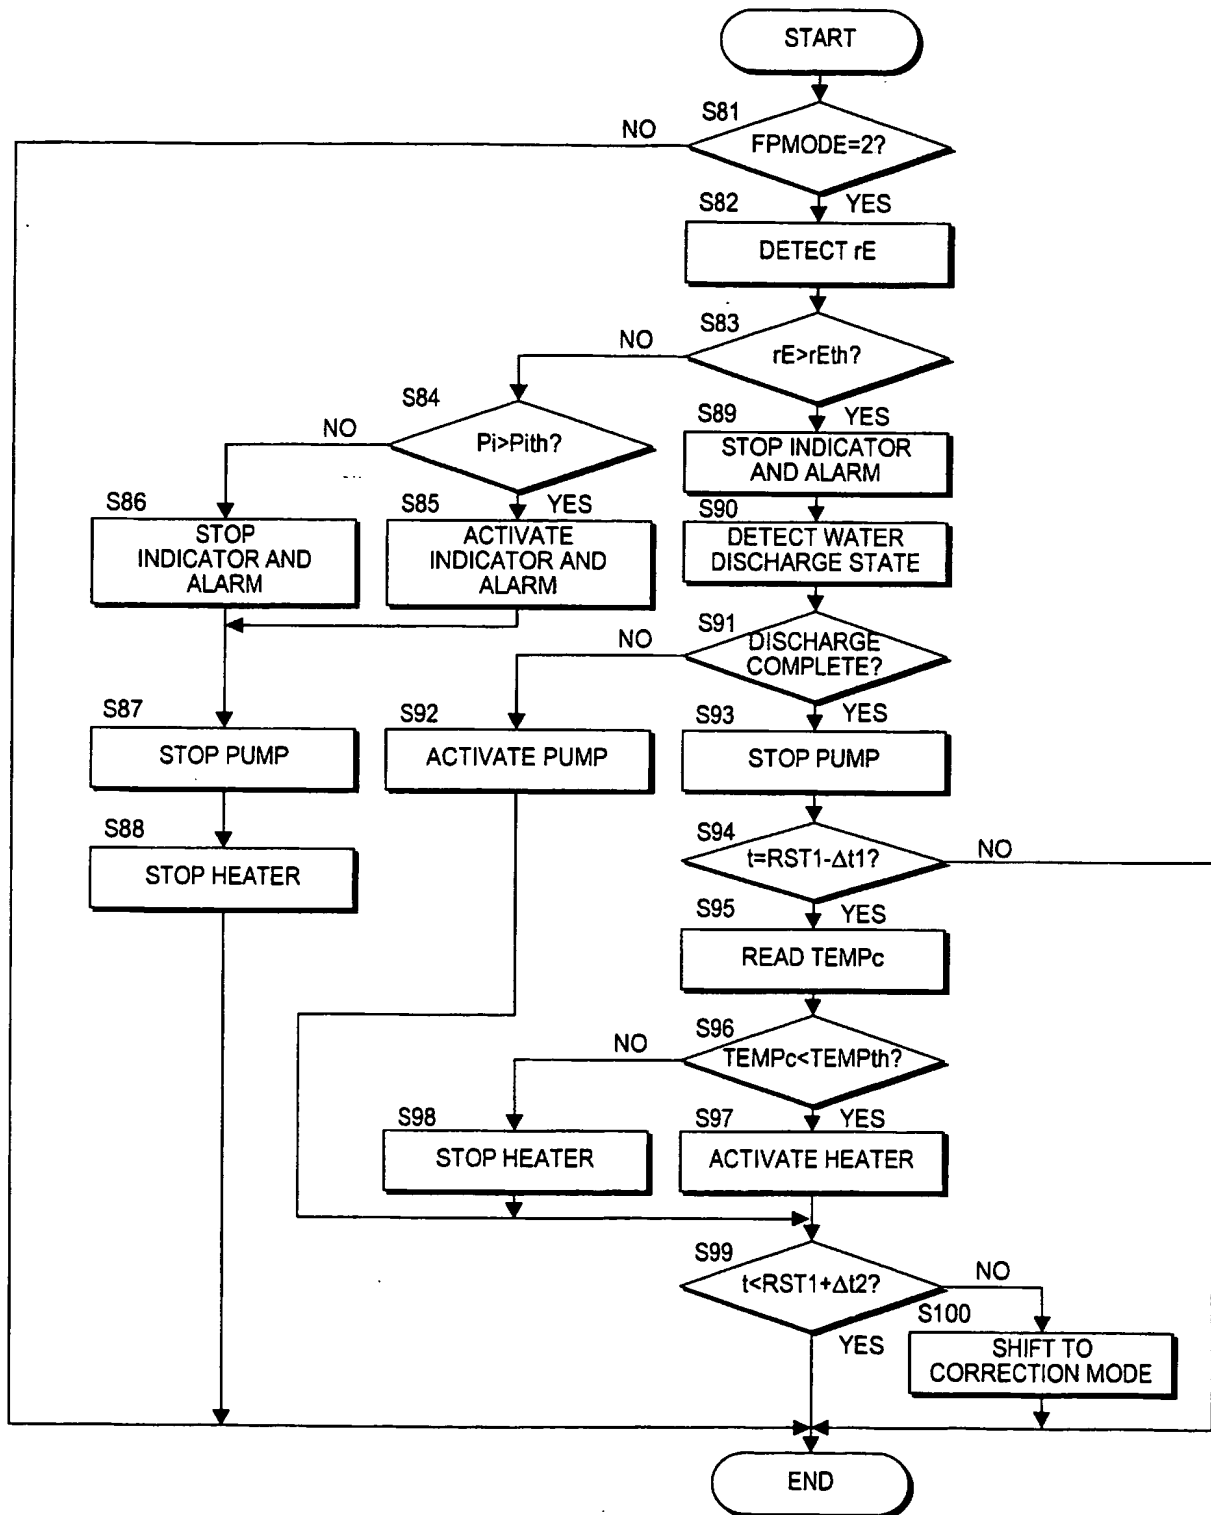 START
S81
NO
FPMODE=2?
YES
S82
DETECT rE
S83
NO
rE>rEth?
YES
S84
NO
Pi>Pith?
YES
S89
STOP INDICATOR
AND ALARM
S86
STOP
INDICATOR AND
ALARM
S85
ACTIVATE
INDICATOR AND
ALARM
S90
DETECT WATER
DISCHARGE STATE
S91
NO
DISCHARGE
COMPLETE?
YES
S87
STOP PUMP
S92
ACTIVATE PUMP
S93
STOP PUMP
S88
STOP HEATER
S94
t=RST1-Δt1?
NO
YES
S95
READ TEMPc
S96
NO
TEMPc<TEMPth?
YES
S98
STOP HEATER
S97
ACTIVATE HEATER
S99
t<RST1+Δt2?
NO
YES
S100
SHIFT TO
CORRECTION MODE
END